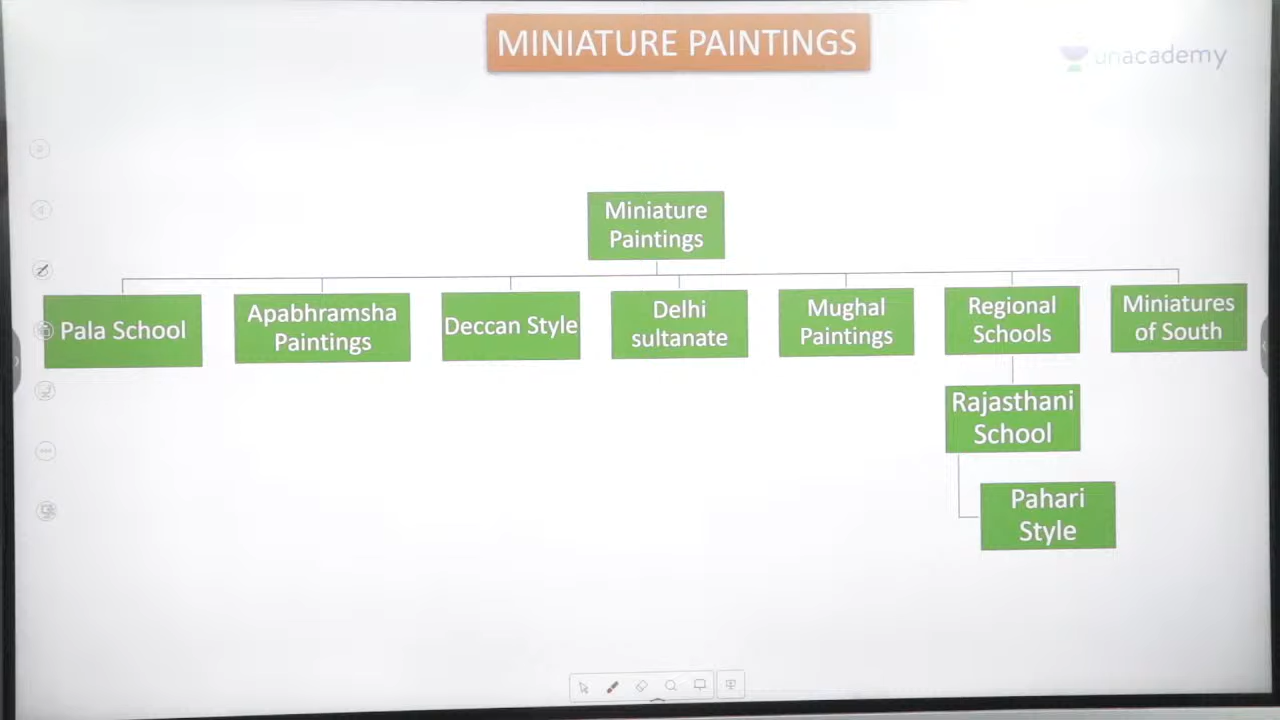 MINIATURE PAINTINGS
unacademy
Miniature
Paintings
Pala School
Apabhramsha
Paintings
Deccan Style
Delhi
sultanate
Mughal
Paintings
Regional
Schools
Miniatures
of South
Rajasthani
School
Pahari
Style